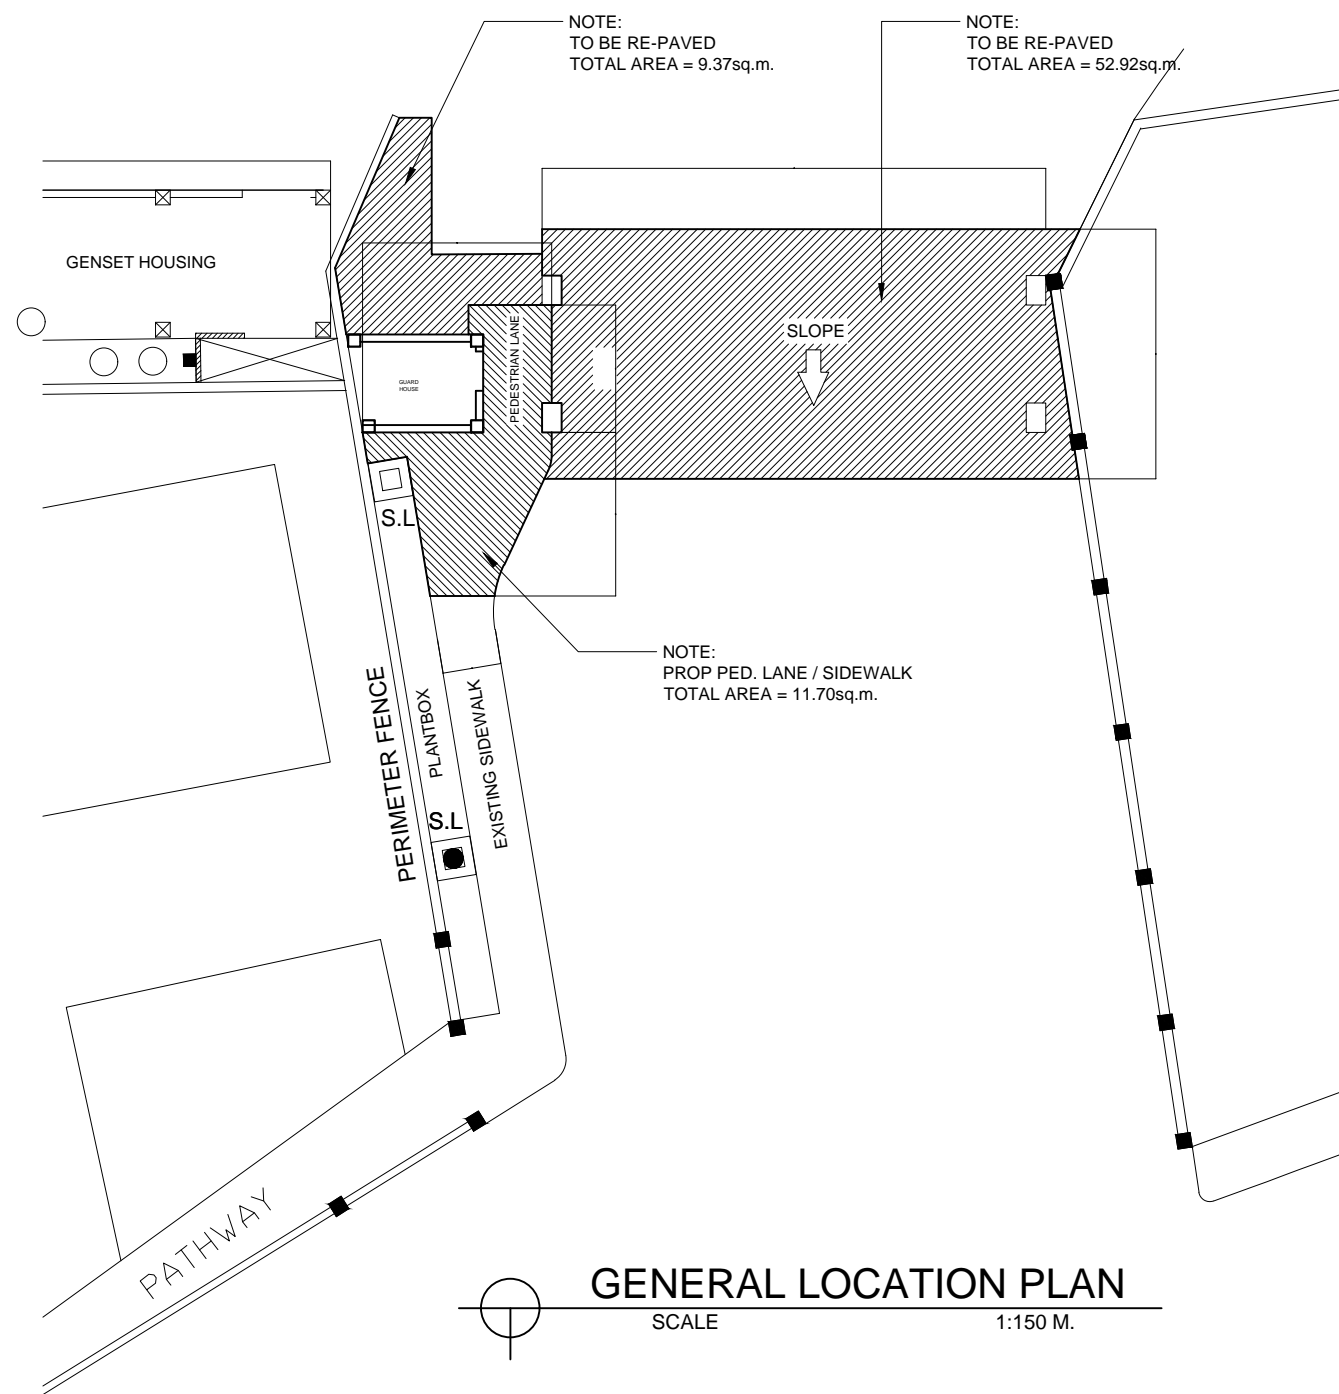 NOTE:
TO BE RE-PAVED
TOTAL AREA = 9.37sq.m.
NOTE:
TO BE RE-PAVED
TOTAL AREA = 52.92sq.m.
GENSET HOUSING
SLOPE
GUARD
HOUSE
PEDESTRIAN LANE
S.L
NOTE:
PROP PED. LANE / SIDEWALK
TOTAL AREA = 11.70sq.m.
PERIMETER FENCE
PLANTBOX
EXISTING SIDEWALK
S.L
PATHWAY
GENERAL LOCATION PLAN
SCALE 1:150 M.